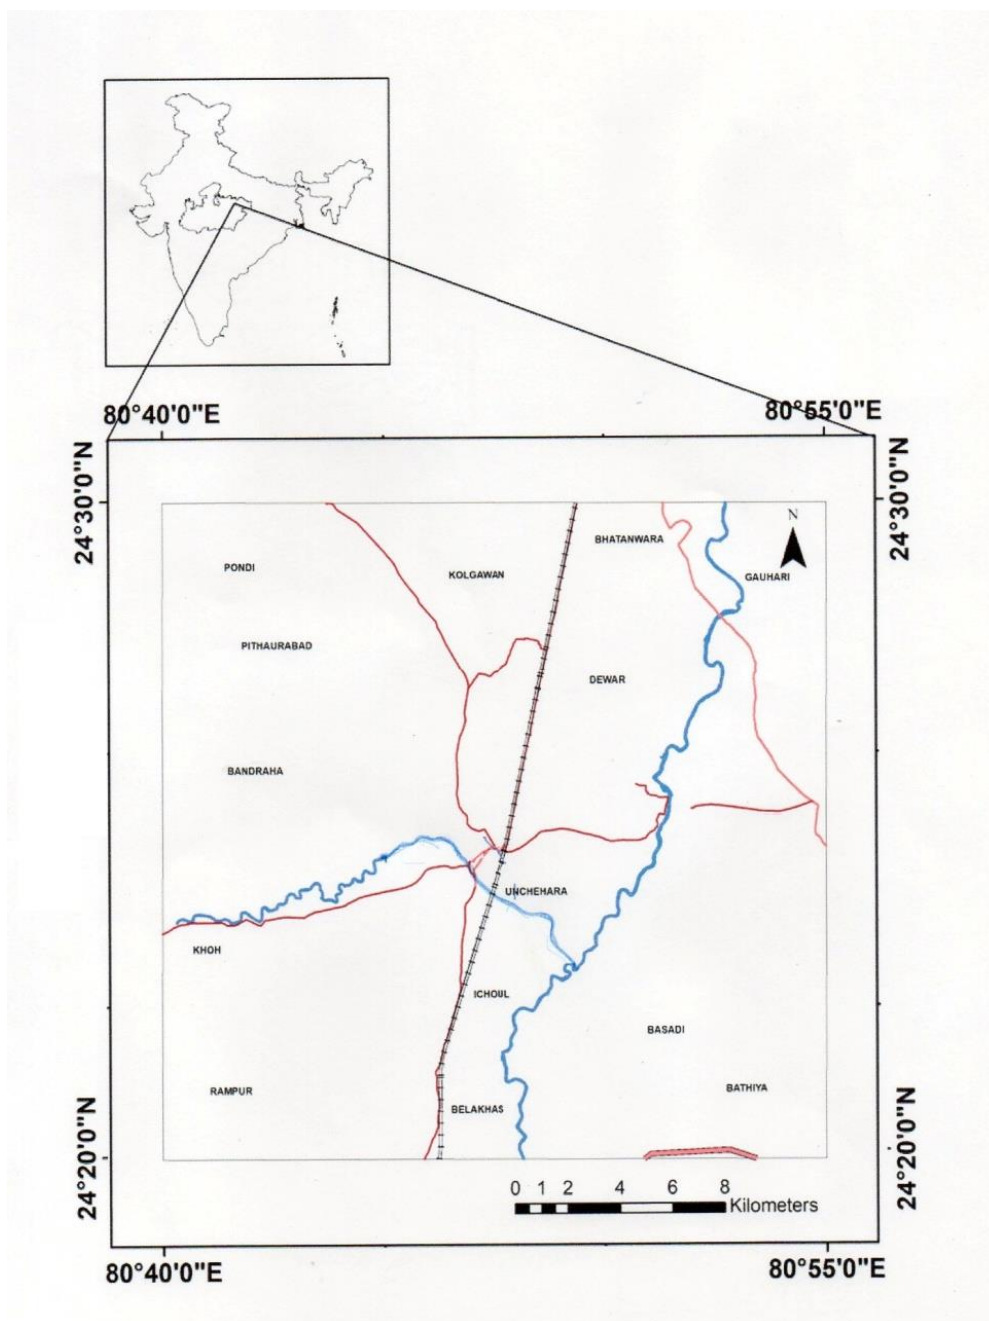 80°40'0"E
80°55'0"E
24°30'0"N
24°30'0"N
N
BHATANWARA
PONDI
KOLGAWAN
GAUHARI
PITHAURABAD
DEWAR
BANDRAHA
UNCHEHARA
KHOH
ICHOUL
BASADI
RAMPUR
BATHIYA
BELAKHAS
24°20'0"N
24°20'0"N
0 1 2 4 6 8
Kilometers
80°40'0"E
80°55'0"E